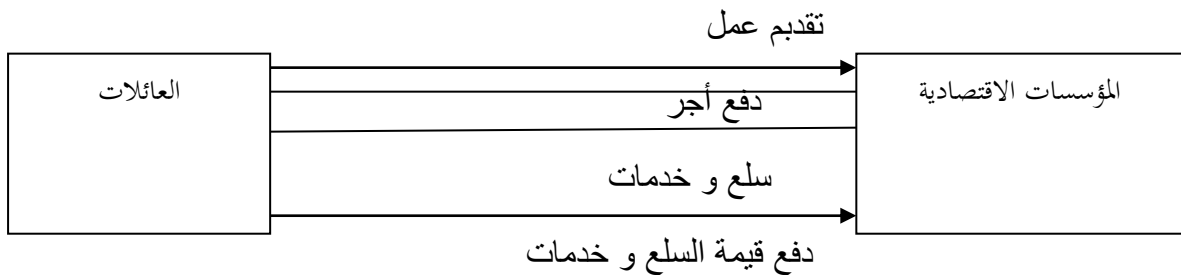 تقدبم عمل
المؤسسات الاقتصادية
العائلات
دفع أجر
سلع و خدمات
دفع قيمة السلع و خدمات